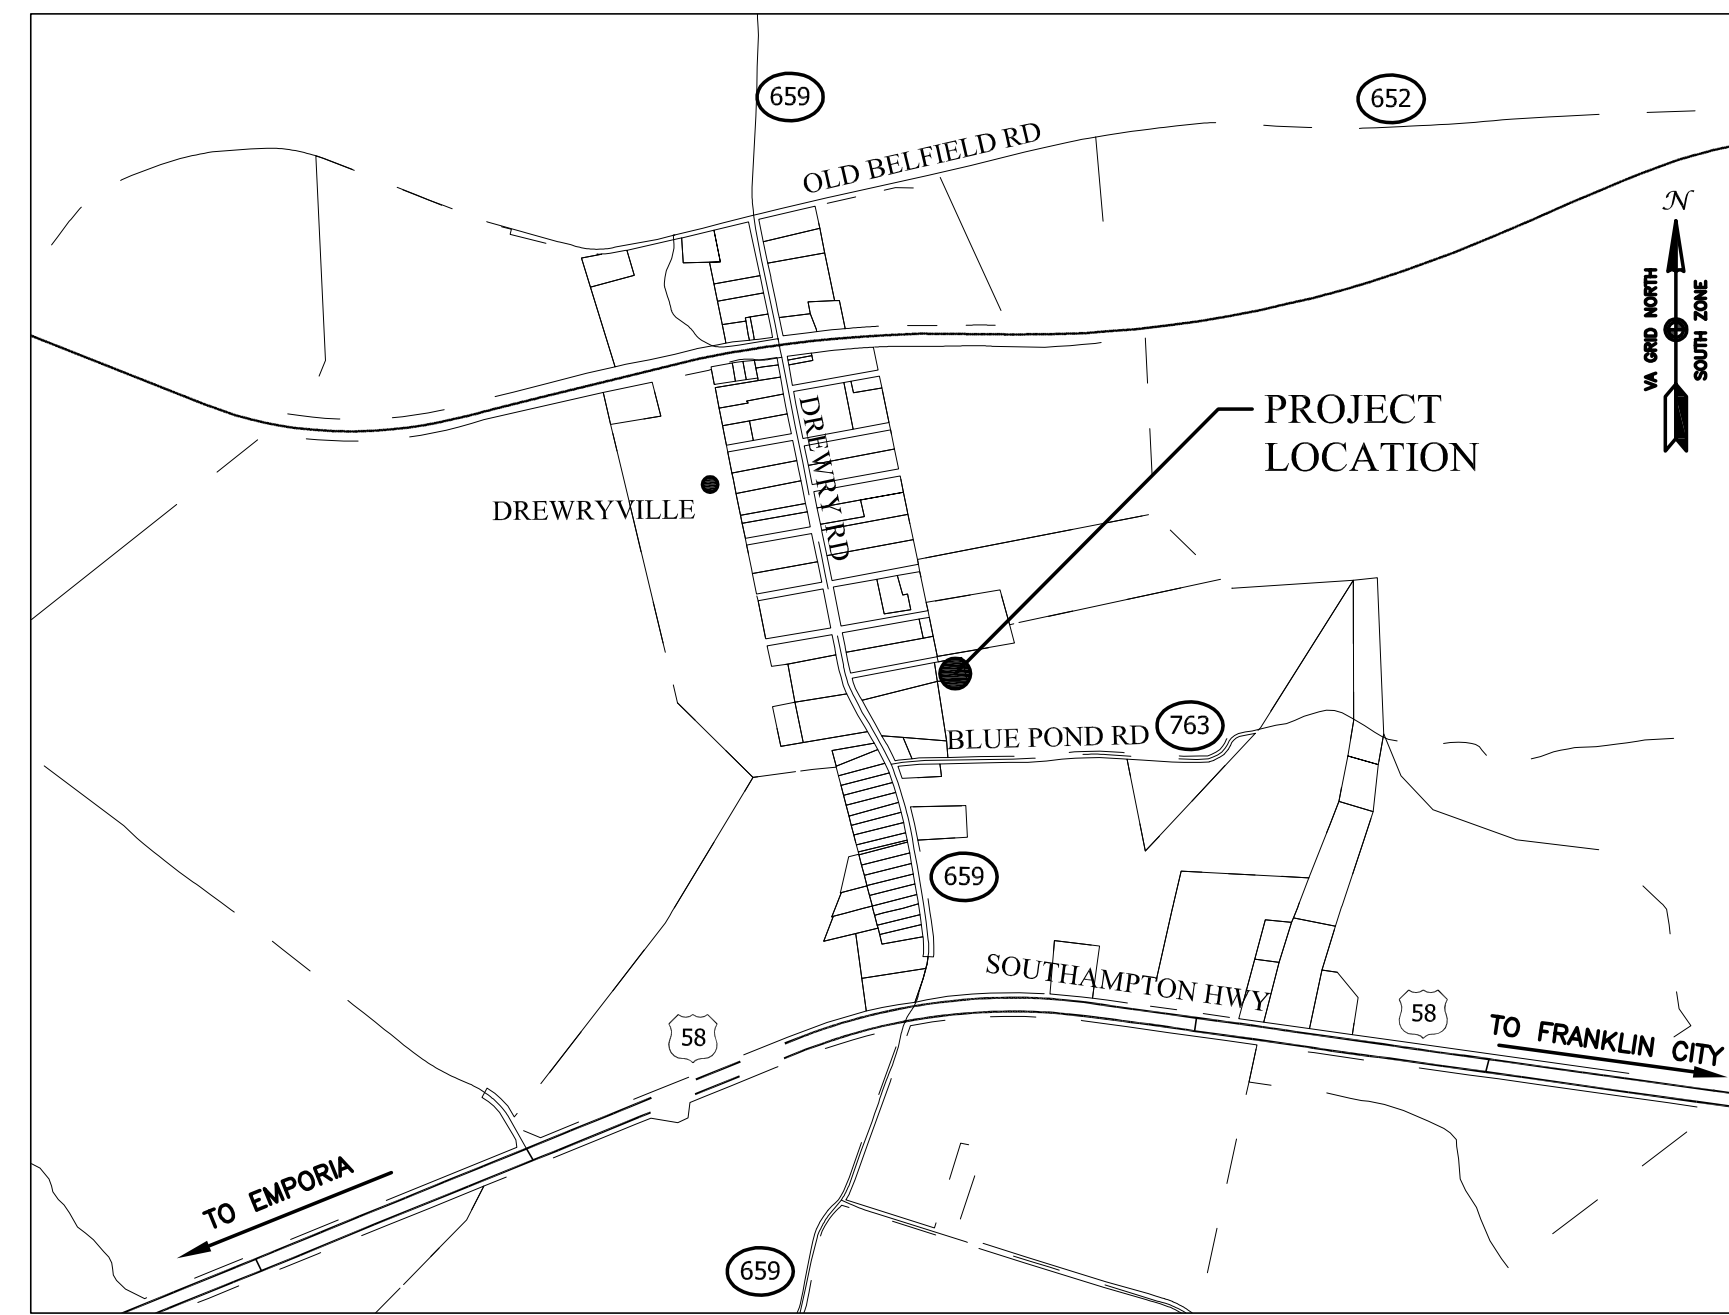 659
652
OLD BELFIELD RD
N
VA GRID NORTH
SOUTH ZONE
PROJECT
LOCATION
DREWRY RD
DREWRYVILLE
BLUE POND RD
763
659
SOUTHAMPTON HWY
58
58
TO FRANKLIN CITY
TO EMPORIA
659